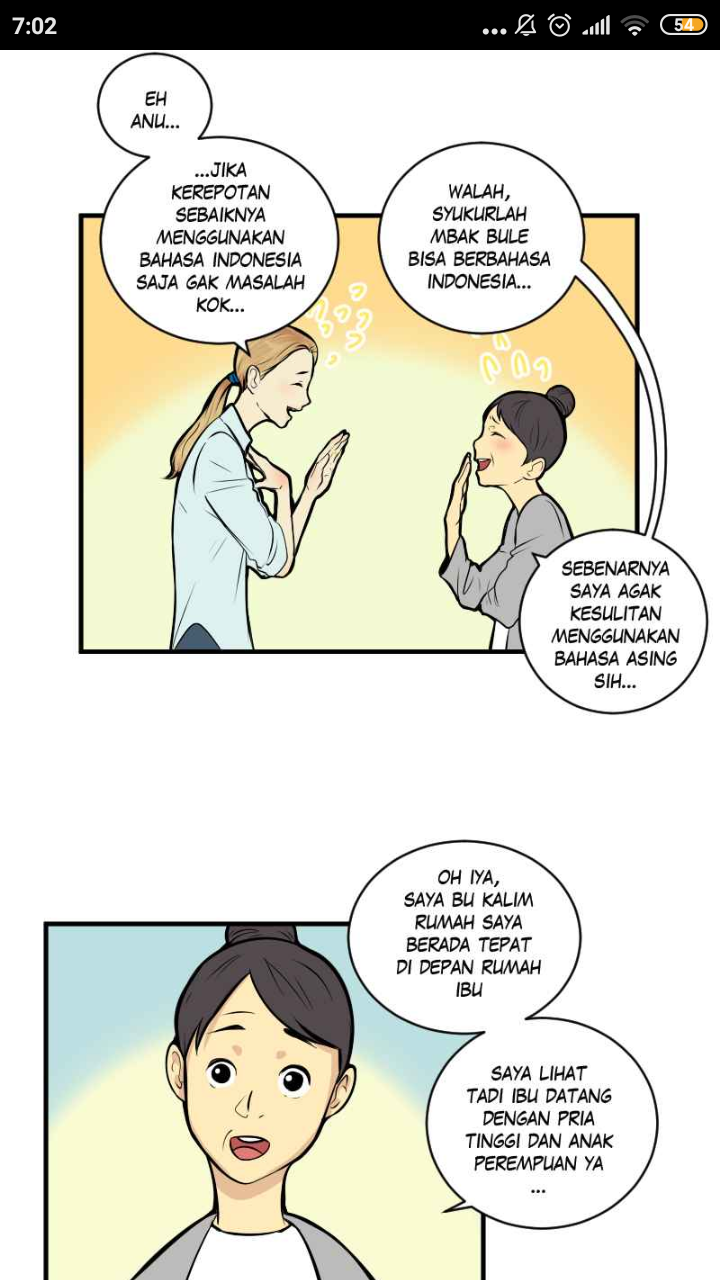 7:02
54
EH
ANU...
...JIKA
KEREPOTAN
SEBAIKNYA
MENGGUNAKAN
BAHASA INDONESIA
SAJA GAK MASALAH
KOK...
WALAH,
SYUKURLAH
MBAK BULE
BISA BERBAHASA
INDONESIA...
SEBENARNYA
SAYA AGAK
KESULITAN
MENGGUNAKAN
BAHASA ASING
SIH...
OH IYA,
SAYA BU KALIM
RUMAH SAYA
BERADA TEPAT
DI DEPAN RUMAH
IBU
SAYA LIHAT
TADI IBU DATANG
DENGAN PRIA
TINGGI DAN ANAK
PEREMPUAN YA
...